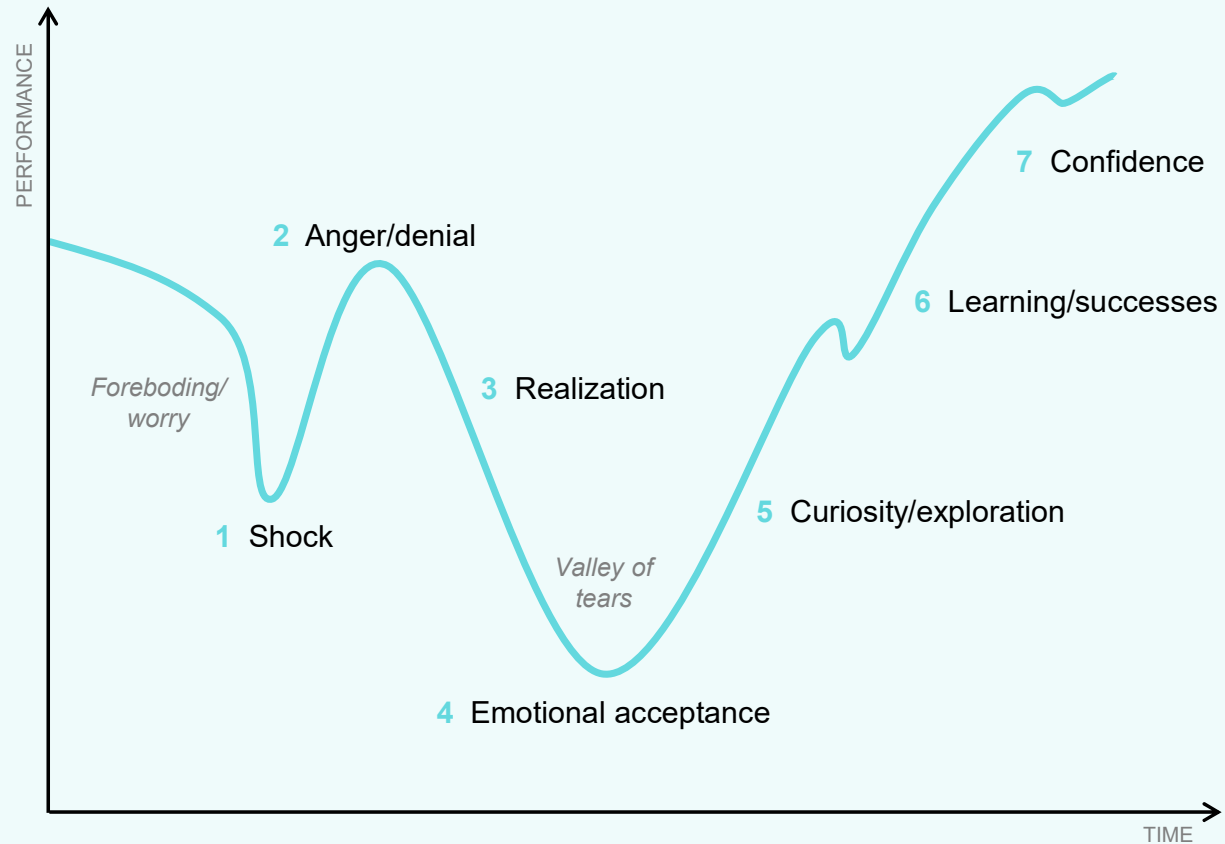 PERFORMANCE
2 Anger/denial
7 Confidence
6 Learning/successes
Foreboding/
worry
3 Realization
1 Shock
5 Curiosity/exploration
Valley of
tears
4 Emotional acceptance
TIME